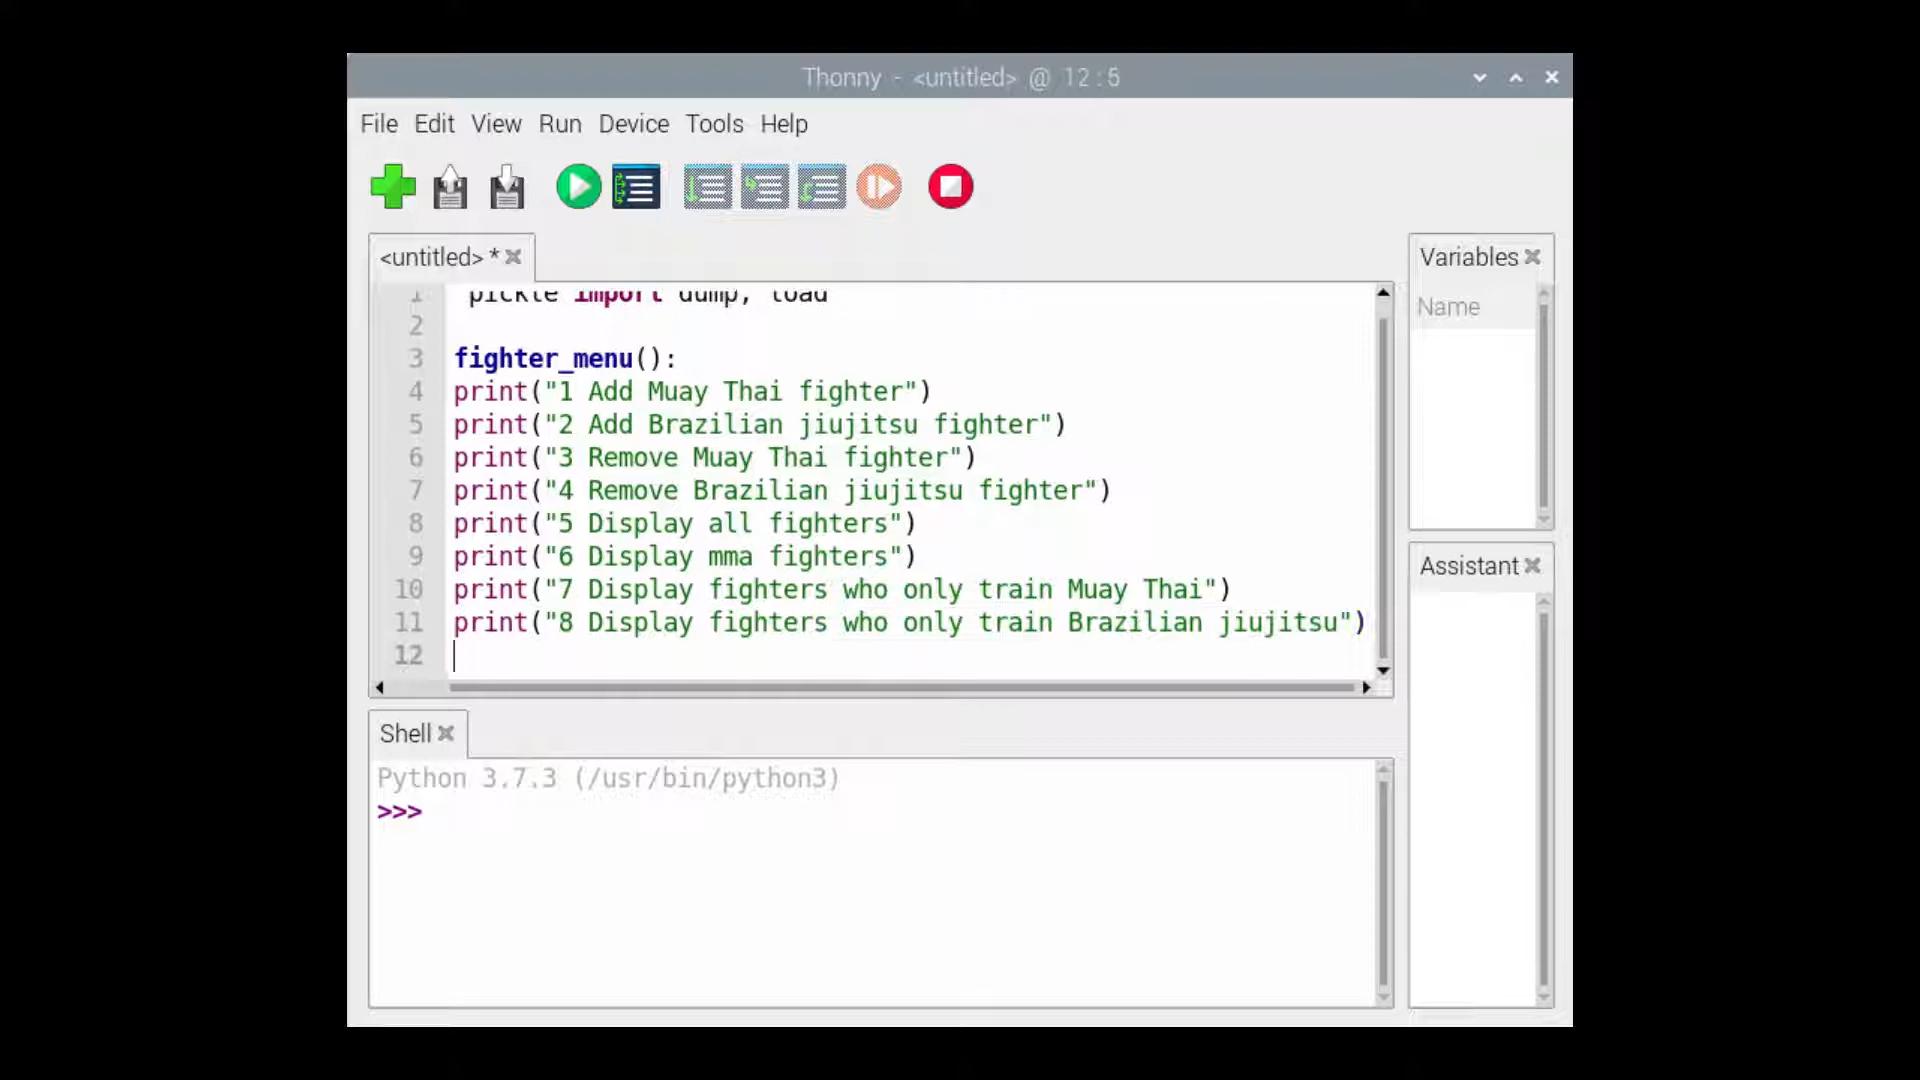 Thonny - <untitled> @ 12:5
File Edit View Run Device Tools Help
<untitled> *
1 pickle import dump, load
2
3 fighter_menu():
4 print("1 Add Muay Thai fighter")
5 print("2 Add Brazilian jiujitsu fighter")
6 print("3 Remove Muay Thai fighter")
7 print("4 Remove Brazilian jiujitsu fighter")
8 print("5 Display all fighters")
9 print("6 Display mma fighters")
10 print("7 Display fighters who only train Muay Thai")
11 print("8 Display fighters who only train Brazilian jiujitsu")
12
Shell
Python 3.7.3 (/usr/bin/python3)
>>>
Variables
Name
Assistant